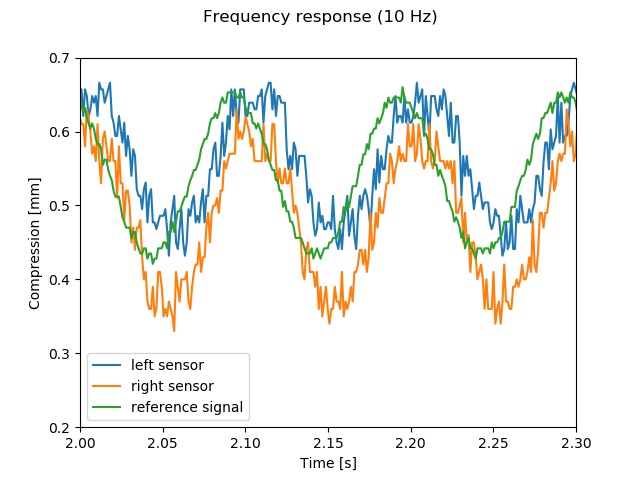 Frequency response (10 Hz)
Compression [mm]
0.7
0.6
0.5
0.4
0.3
0.2
left sensor
right sensor
reference signal
2.00 2.05 2.10 2.15 2.20 2.25 2.30
Time [s]